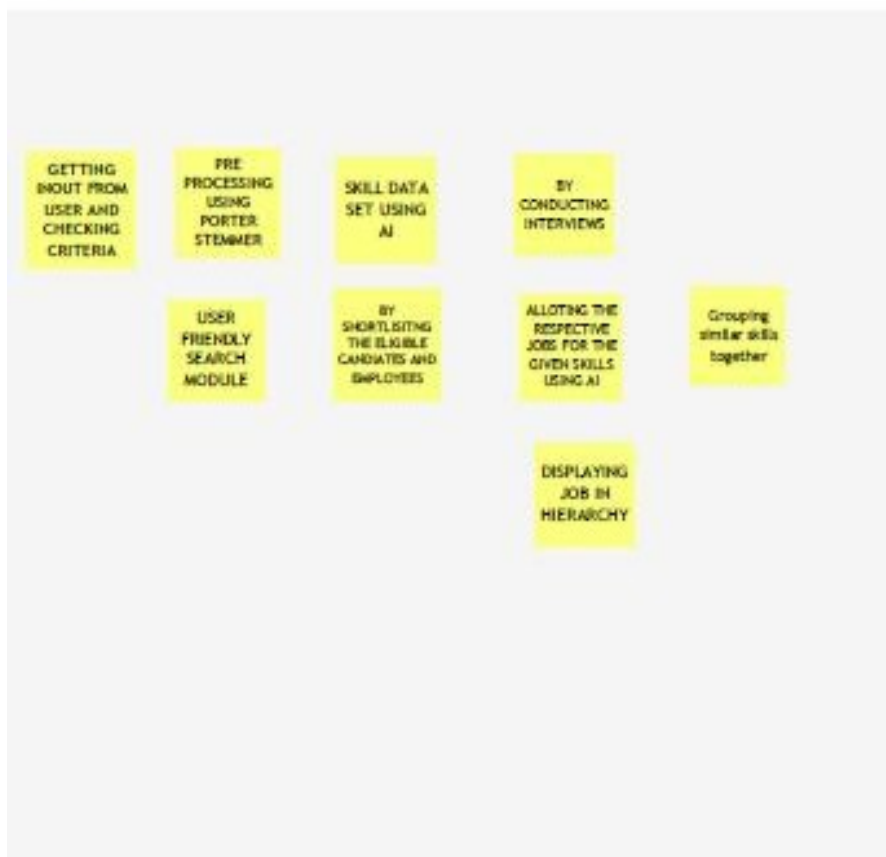 GETTING
INOUT FROM
USER AND
CHECKING
CRITERIA
PRE
PROCESSING
USING
PORTER
STEMMER
SKILL DATA
SET USING
AI
BY
CONDUCTING
INTERVIEWS
USER
FRIENDLY
SEARCH
MODULE
BY
SHORTLISITNG
THE ELIGIBLE
CANDIATES AND
EMPLOYEES
ALLOTING THE
RESPECTIVE
JOBS FOR THE
GIVEN SKILLS
USING AI
Grouping
similar skills
together
DISPLAYING
JOB IN
HIERARCHY